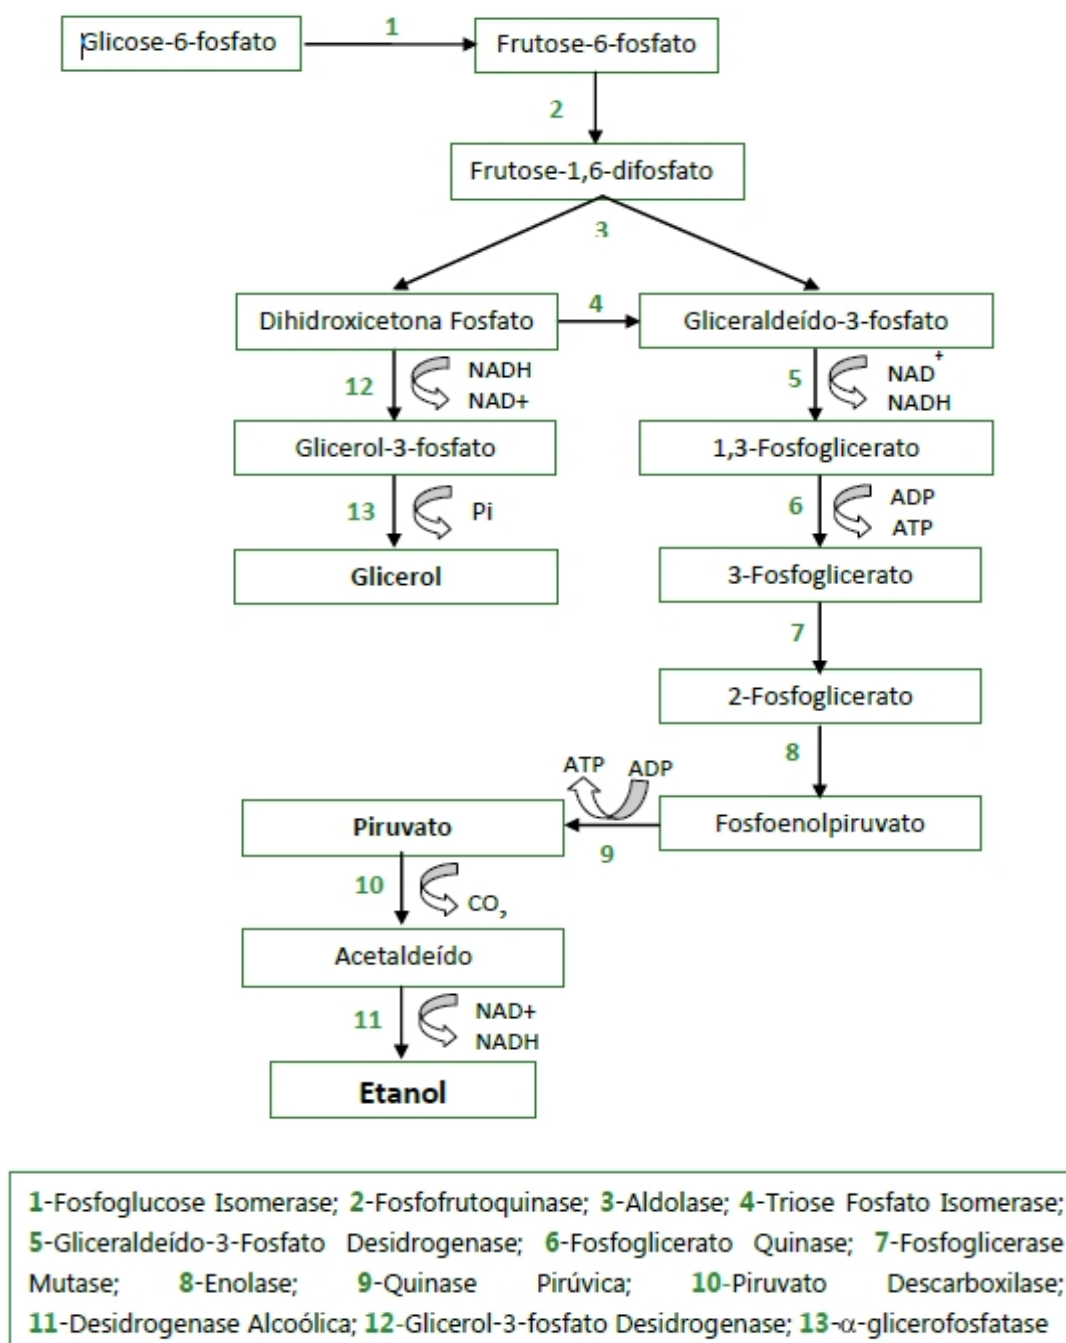 Glicose-6-fosfato
1
Frutose-6-fosfato
2
Frutose-1,6-difosfato
3
Dihidroxicetona Fosfato
4
Gliceraldeído-3-fosfato
12
NADH
NAD+
5
NAD+
NADH
Glicerol-3-fosfato
1,3-Fosfoglicerato
13
Pi
6
ADP
ATP
Glicerol
3-Fosfoglicerato
7
2-Fosfoglicerato
8
ATP
ADP
Piruvato
9
Fosfoenolpiruvato
10
CO2
Acetaldeído
11
NAD+
NADH
Etanol
1-Fosfoglucose Isomerase; 2-Fosfofrutoquinase; 3-Aldolase; 4-Triose Fosfato Isomerase;
5-Gliceraldeído-3-Fosfato Desidrogenase; 6-Fosfoglicerato Quinase; 7-Fosfoglicerase
Mutase; 8-Enolase; 9-Quinase Pirúvica; 10-Piruvato Descarboxilase;
11-Desidrogenase Alcoólica; 12-Glicerol-3-fosfato Desidrogenase; 13-α-glicerofosfatase